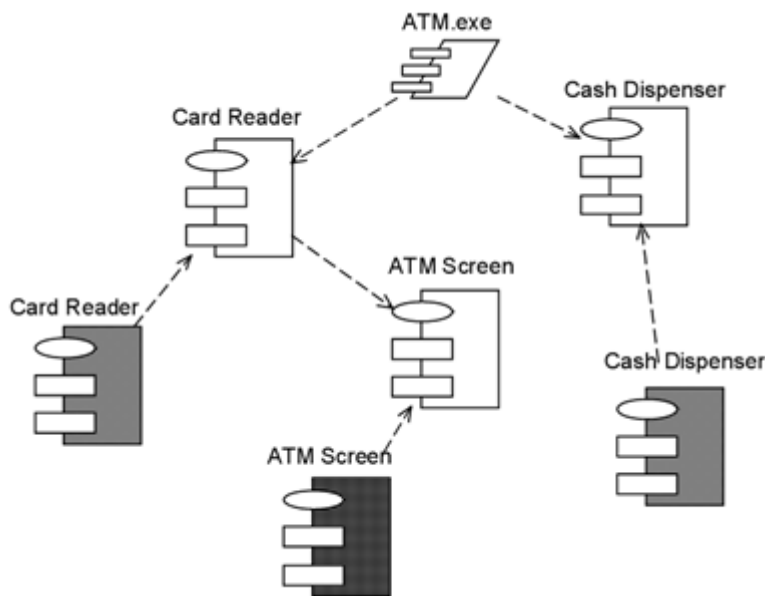 ATM.exe
Cash Dispenser
Card Reader
ATM Screen
Card Reader
Cash Dispenser
ATM Screen